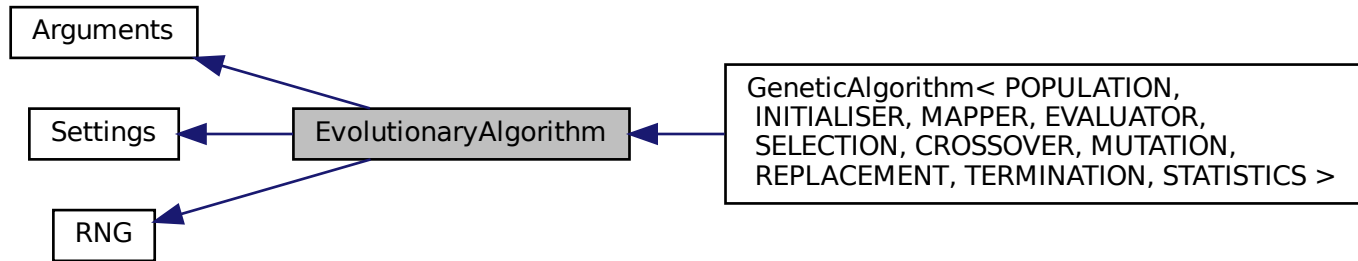 Arguments
Settings
RNG
EvolutionaryAlgorithm
GeneticAlgorithm< POPULATION,
INITIALISER, MAPPER, EVALUATOR,
SELECTION, CROSSOVER, MUTATION,
REPLACEMENT, TERMINATION, STATISTICS >